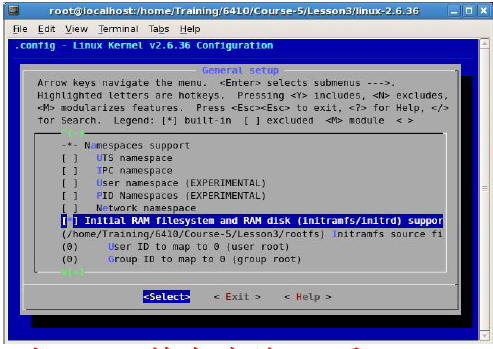 root@localhost:/home/Training/6410/Course-5/Lesson3/linux-2.6.36
File Edit View Terminal Tabs Help
.config - Linux Kernel v2.6.36 Configuration
General setup
Arrow keys navigate the menu. <Enter> selects submenus --->.
Highlighted letters are hotkeys. Pressing <Y> includes, <N> excludes,
<M> modularizes features. Press <Esc><Esc> to exit, <?> for Help, </>
for Search. Legend: [*] built-in [ ] excluded <M> module < >
^(-)
-*- Namespaces support
[ ] UTS namespace
[ ] IPC namespace
[ ] User namespace (EXPERIMENTAL)
[ ] PID Namespaces (EXPERIMENTAL)
[ ] Network namespace
[*] Initial RAM filesystem and RAM disk (initramfs/initrd) suppor
(/home/Training/6410/Course-5/Lesson3/rootfs) Initramfs source fi
(0) User ID to map to 0 (user root)
(0) Group ID to map to 0 (group root)
v(+)
<Select> < Exit > < Help >